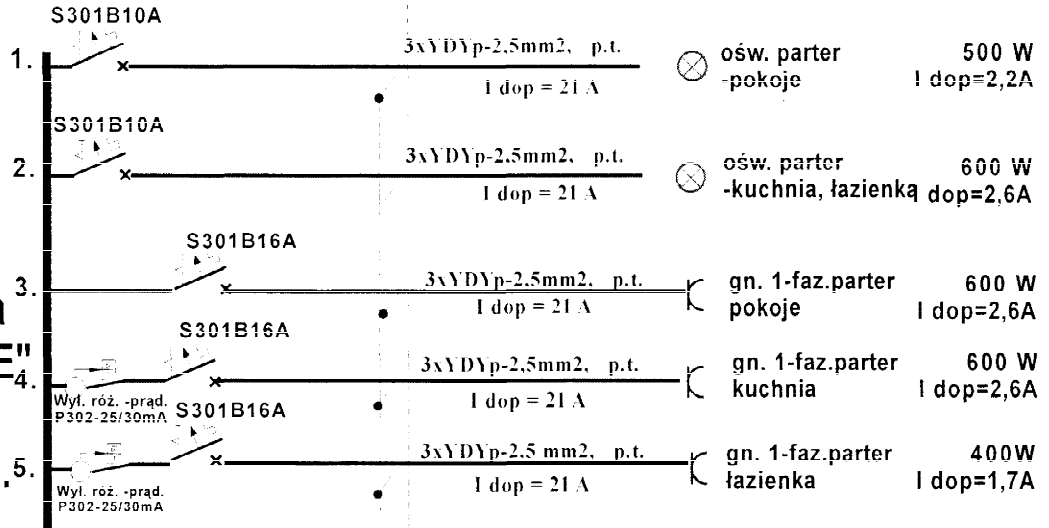 S301B10A
1. 3xYDYp-2,5mm2, p.t. ośw. parter 500 W
I dop = 21 A -pokoje I dop=2,2A
S301B10A
2. 3xYDYp-2,5mm2, p.t. ośw. parter 600 W
I dop = 21 A -kuchnia, łazienka I dop=2,6A
S301B16A
3. 3xYDYp-2,5mm2, p.t. gn. 1-faz.parter 600 W
I dop = 21 A pokoje I dop=2,6A
S301B16A
4. 3xYDYp-2,5mm2, p.t. gn. 1-faz.parter 600 W
I dop = 21 A kuchnia I dop=2,6A
Wył. róż. -prąd.
P302-25/30mA
S301B16A
5. 3xYDYp-2,5 mm2, p.t. gn. 1-faz.parter 400W
I dop = 21 A łazienka I dop=1,7A
Wył. róż. -prąd.
P302-25/30mA